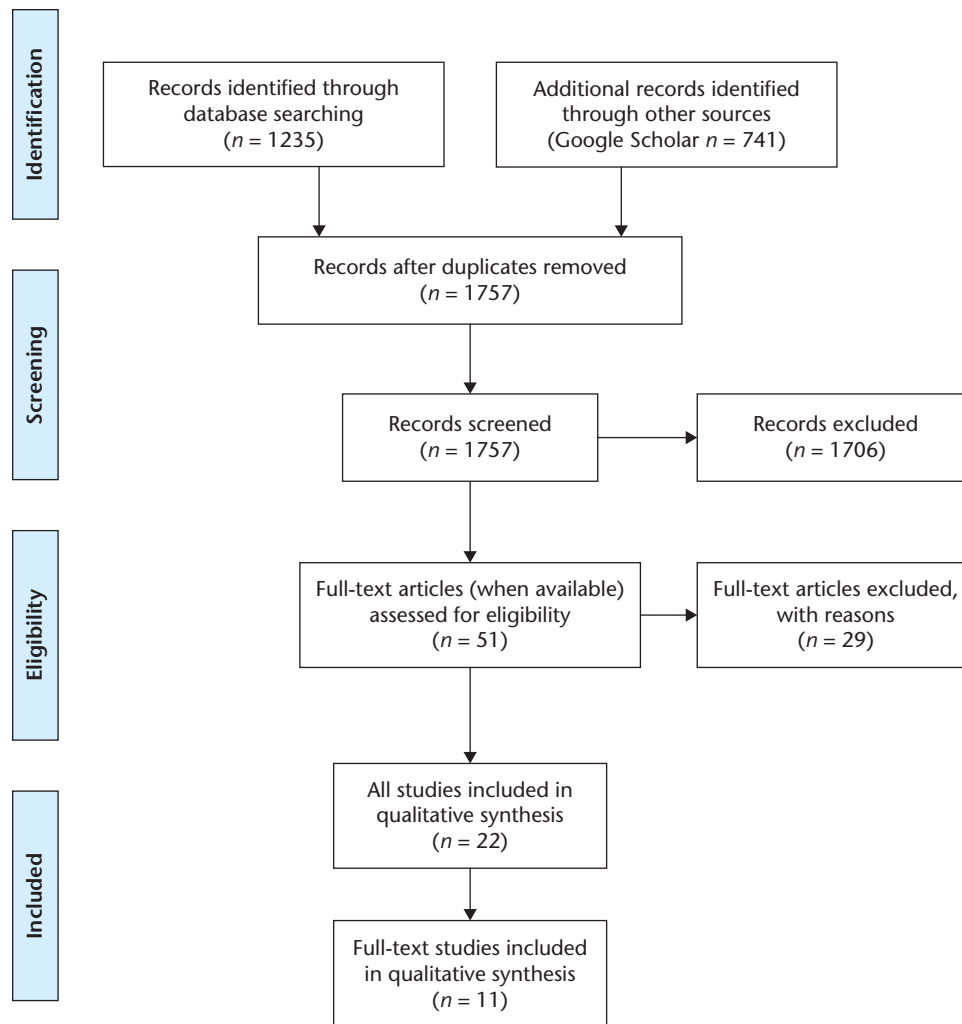 Identification
Records identified through
database searching
(n = 1235)
Additional records identified
through other sources
(Google Scholar n = 741)
Records after duplicates removed
(n = 1757)
Screening
Records screened
(n = 1757)
Records excluded
(n = 1706)
Eligibility
Full-text articles (when available)
assessed for eligibility
(n = 51)
Full-text articles excluded,
with reasons
(n = 29)
Included
All studies included in
qualitative synthesis
(n = 22)
Full-text studies included
in qualitative synthesis
(n = 11)